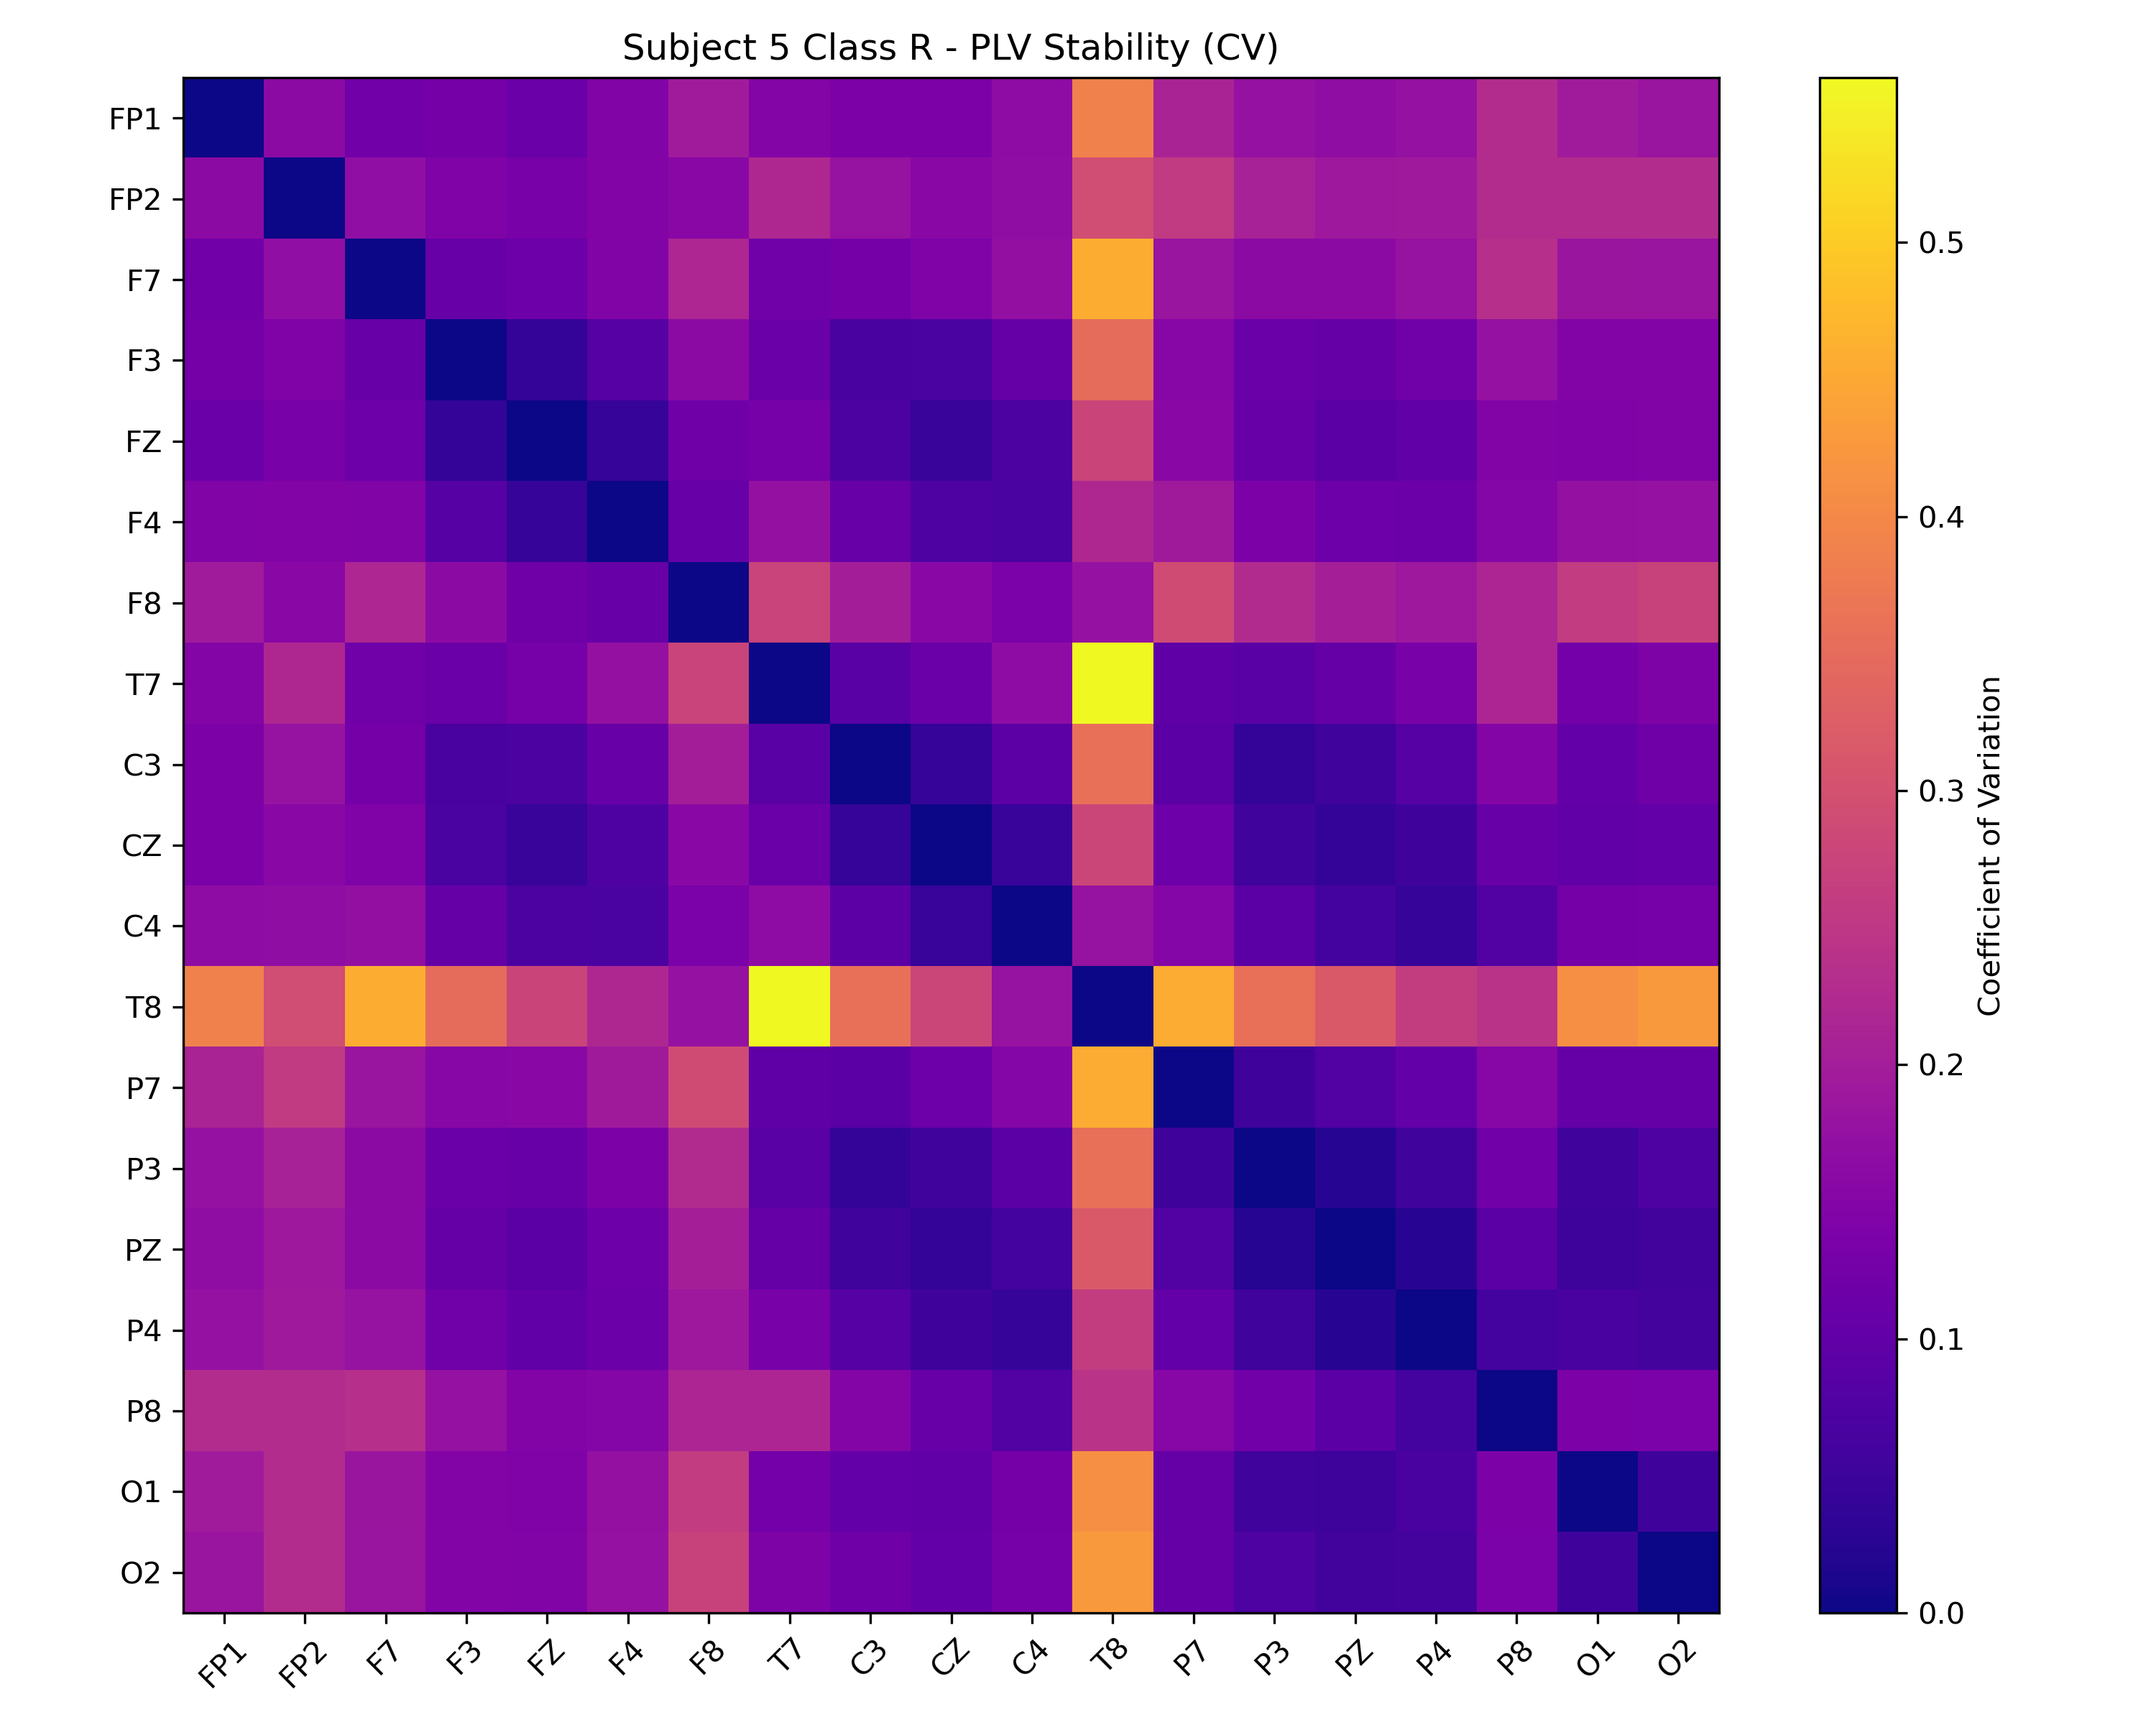 Subject 5 Class R - PLV Stability (CV)
FP1
FP2
F7
F3
FZ
F4
F8
T7
C3
CZ
C4
T8
P7
P3
PZ
P4
P8
O1
O2
FP1 FP2 F7 F3 FZ F4 F8 T7 C3 CZ C4 T8 P7 P3 PZ P4 P8 O1 O2
0.5
0.4
0.3
0.2
0.1
0.0
Coefficient of Variation